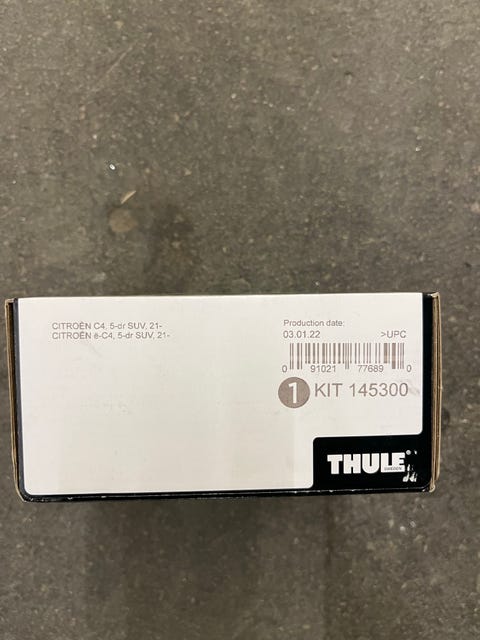 CITROËN C4, 5-dr SUV, 21-
CITROËN ë-C4, 5-dr SUV, 21-
Production date:
03.01.22 >UPC
0 91021 77689 0
1 KIT 145300
THULE
SWEDEN